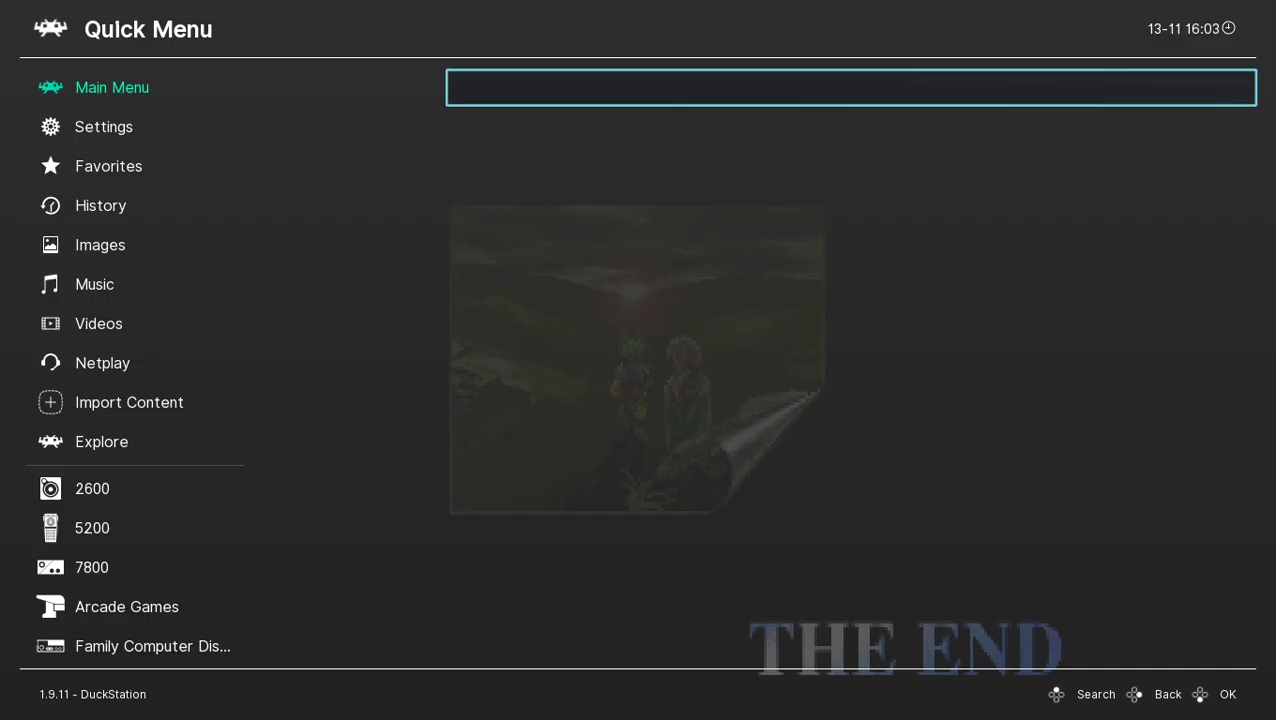 Quick Menu
13-11 16:03
Main Menu
Settings
Favorites
History
Images
Music
Videos
Netplay
Import Content
Explore
2600
5200
7800
Arcade Games
Family Computer Dis...
THE END
1.9.11 - DuckStation
Search
Back
OK